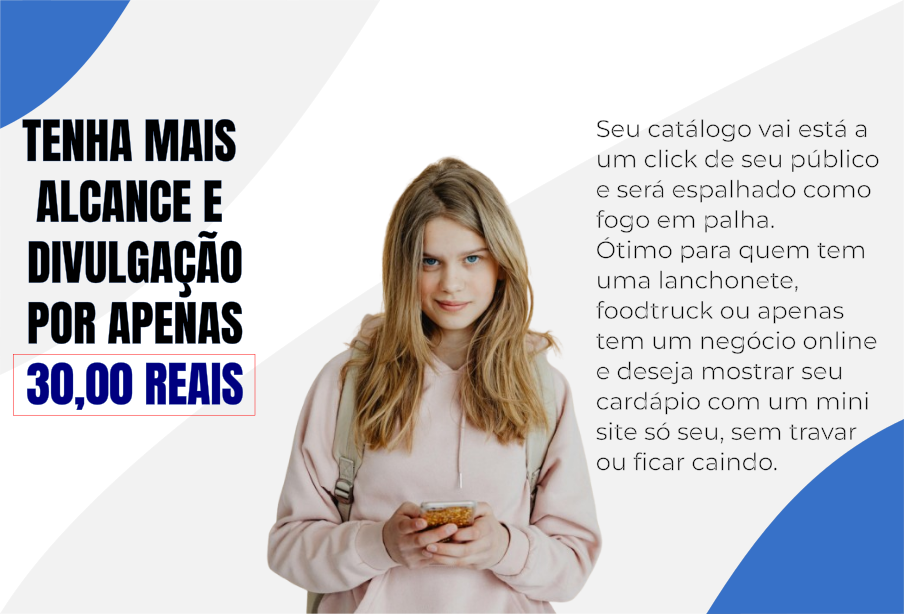 TENHA MAIS
ALCANCE E
DIVULGAÇÃO
POR APENAS
30,00 REAIS
Seu catálogo vai está a
um click de seu público
e será espalhado como
fogo em palha.
Ótimo para quem tem
uma lanchonete,
foodtruck ou apenas
tem um negócio online
e deseja mostrar seu
cardápio com um mini
site só seu, sem travar
ou ficar caindo.